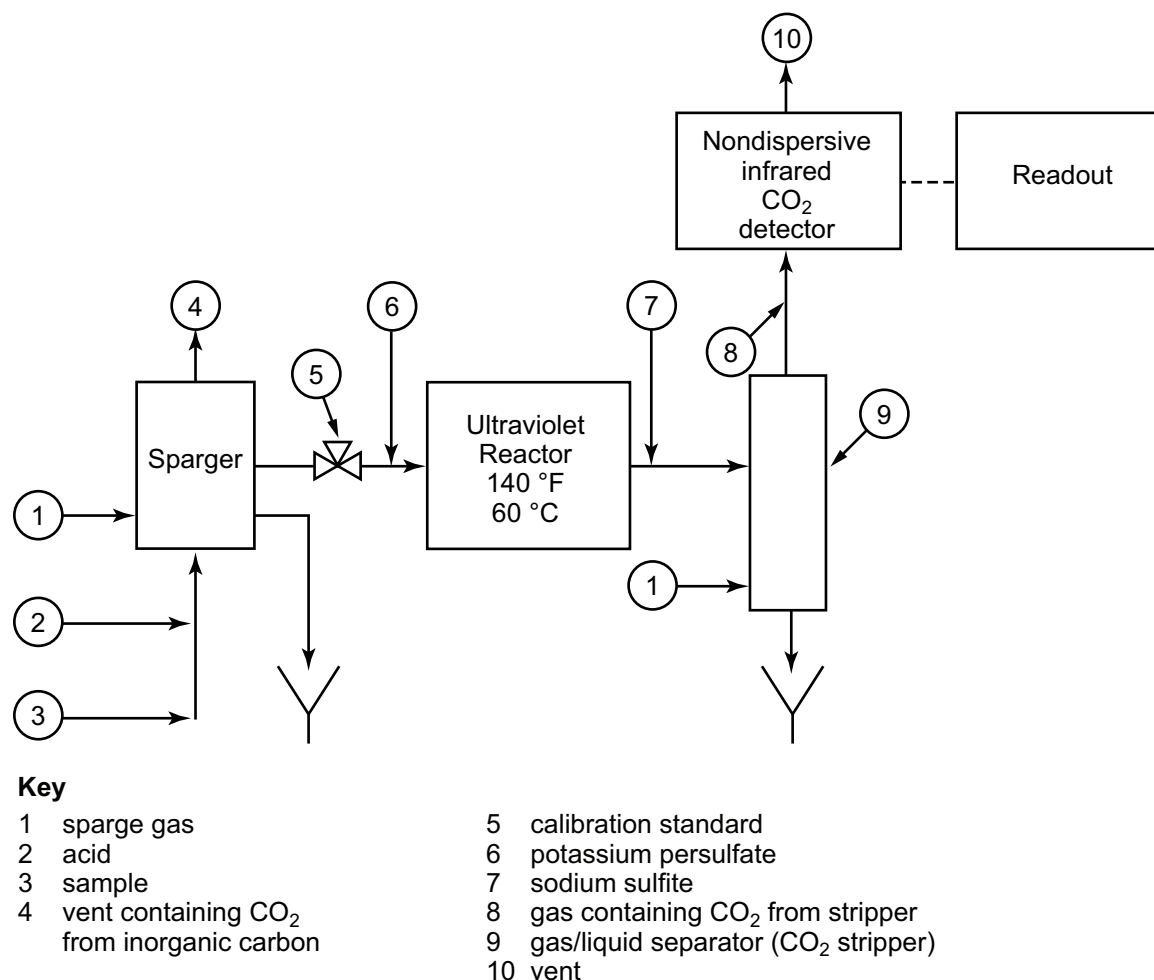 10
Nondispersive
infrared
CO₂
detector
Readout
4
6
7
8
5
9
Sparger
Ultraviolet
Reactor
140 °F
60 °C
1
1
2
3
Key
1 sparge gas
2 acid
3 sample
4 vent containing CO₂
from inorganic carbon
5 calibration standard
6 potassium persulfate
7 sodium sulfite
8 gas containing CO₂ from stripper
9 gas/liquid separator (CO₂ stripper)
10 vent